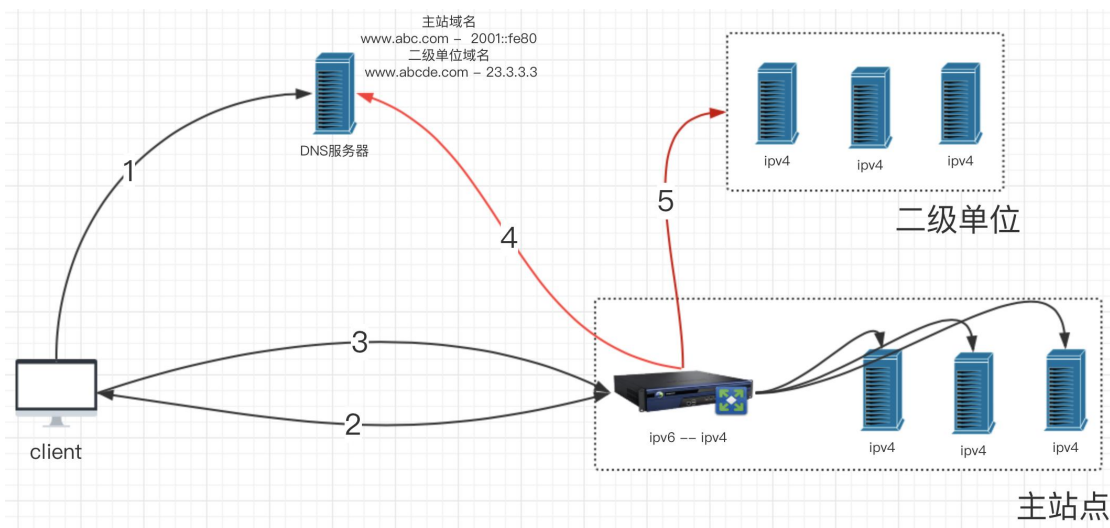 主站域名
www.abc.com - 2001::fe80
二级单位域名
www.abcde.com - 23.3.3.3
DNS服务器
ipv4
ipv4
ipv4
二级单位
1
5
4
3
2
client
ipv6 -- ipv4
ipv4
ipv4
ipv4
主站点